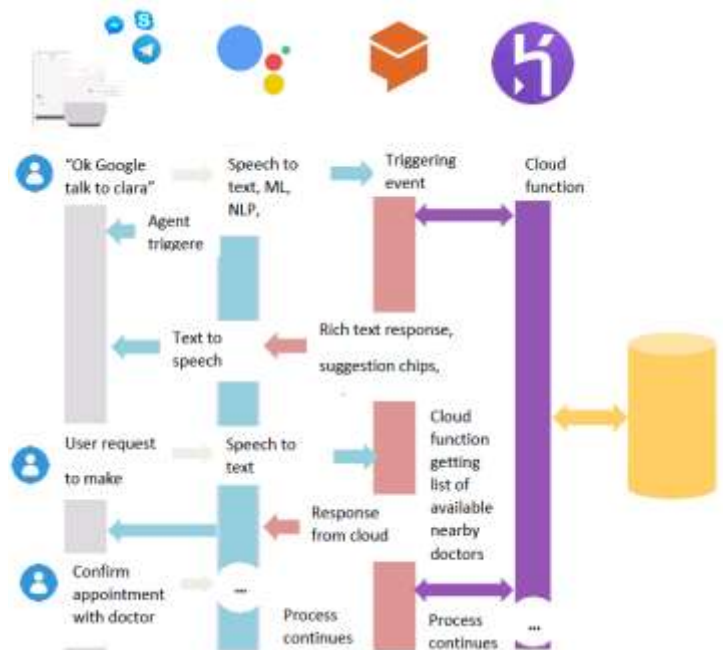 "Ok Google
talk to clara"
Speech to
text, ML,
NLP,
Triggering
event
Cloud
function
Agent
triggere
Text to
speech
Rich text response,
suggestion chips,
User request
to make
Speech to
text
Cloud
function
getting
list of
available
nearby
doctors
Response
from cloud
Confirm
appointment
with doctor
...
Process
continues
Process
continues
...